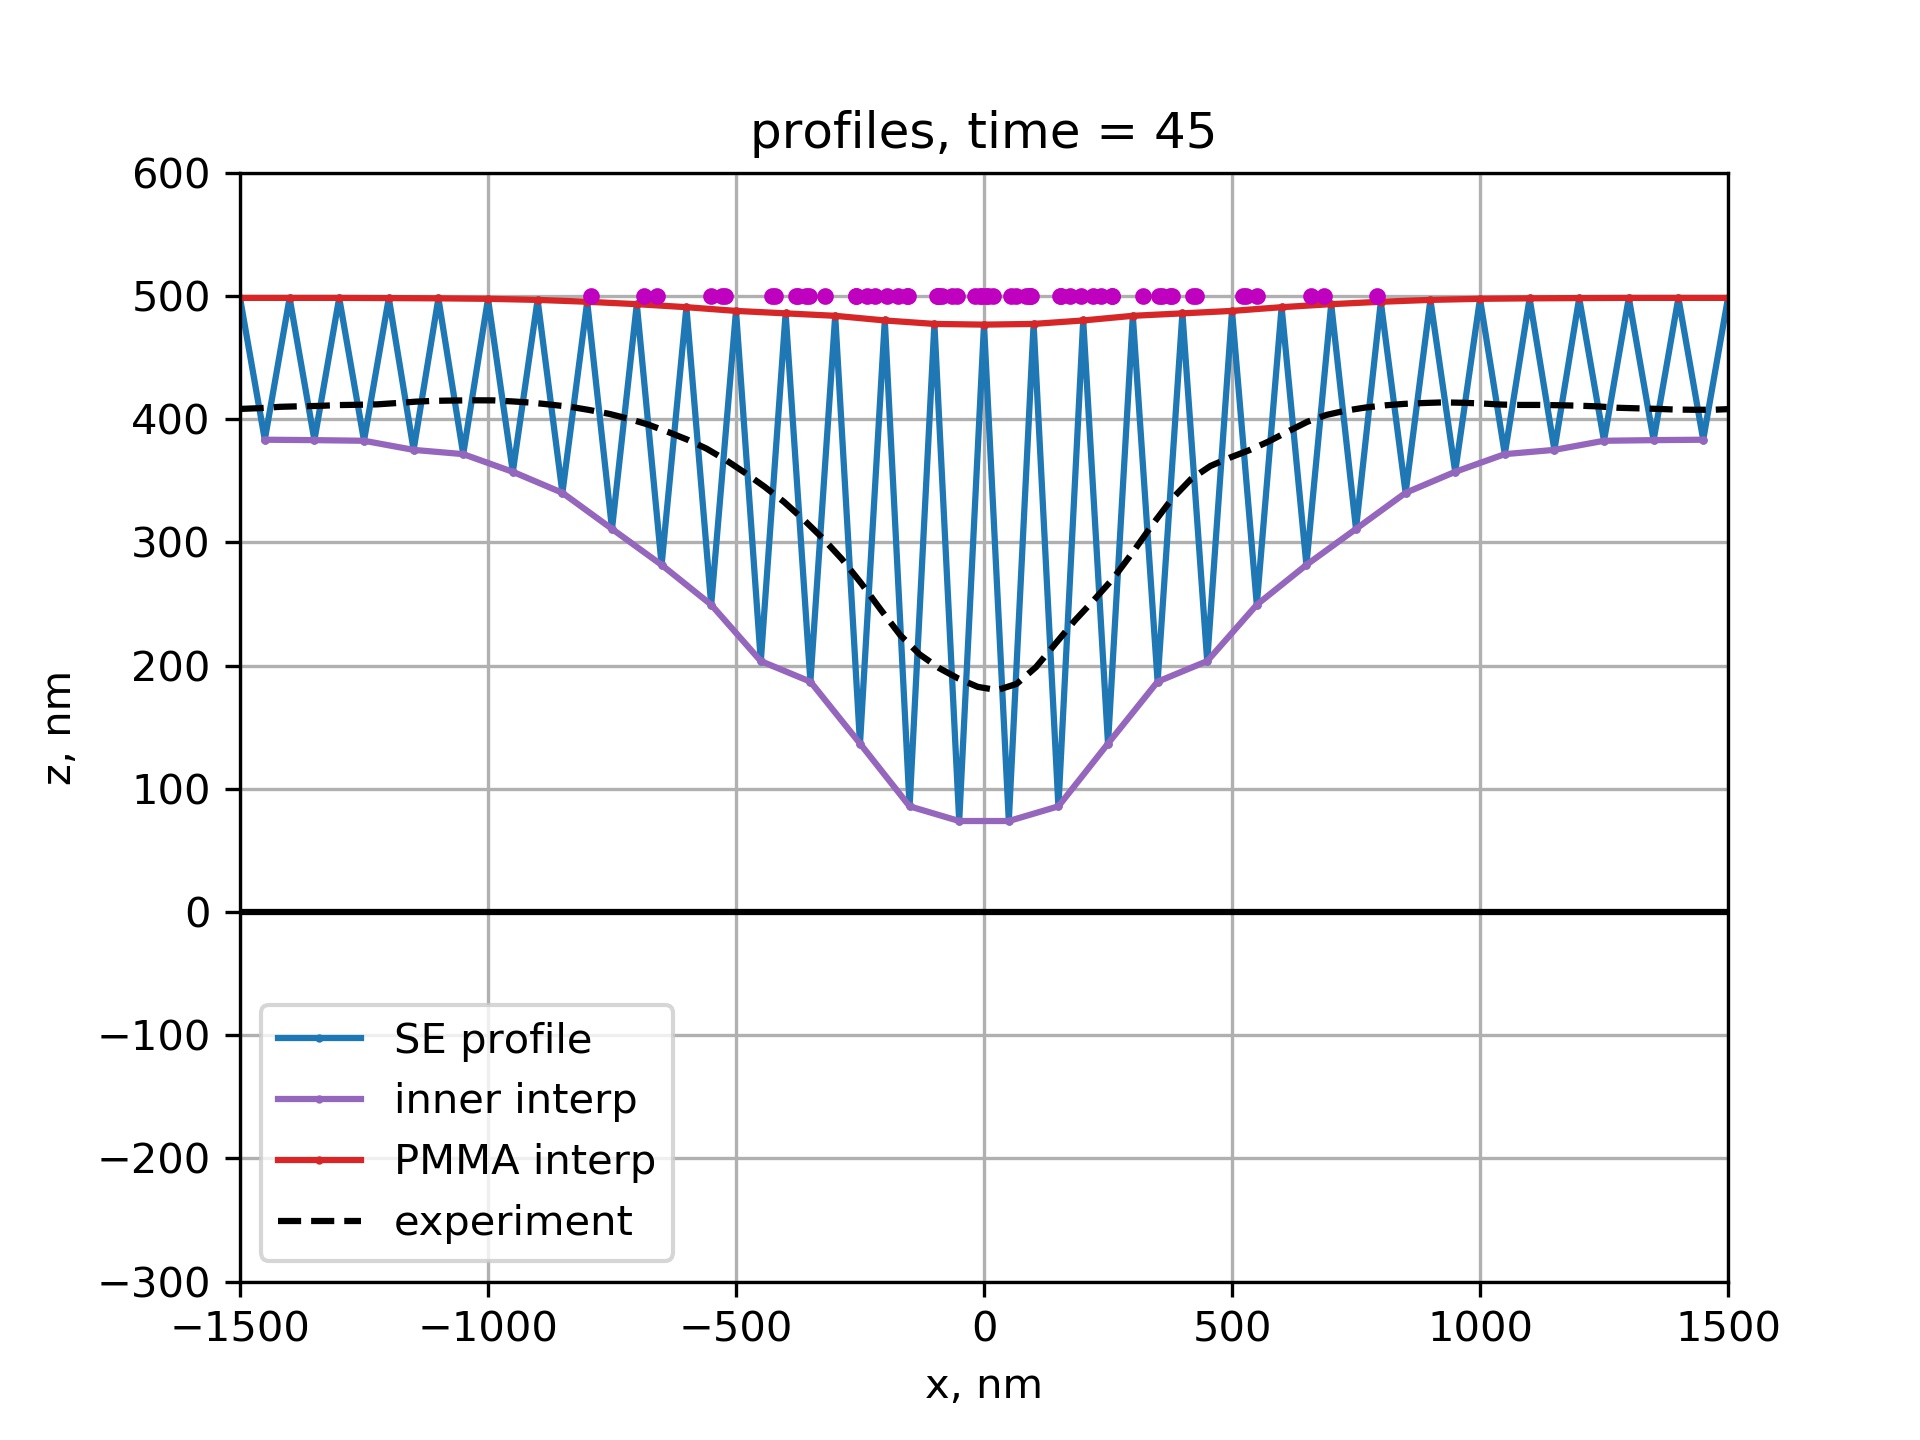 profiles, time = 45
600
500
400
300
200
100
0
−100
−200
−300
z, nm
SE profile
inner interp
PMMA interp
experiment
−1500 −1000 −500 0 500 1000 1500
x, nm